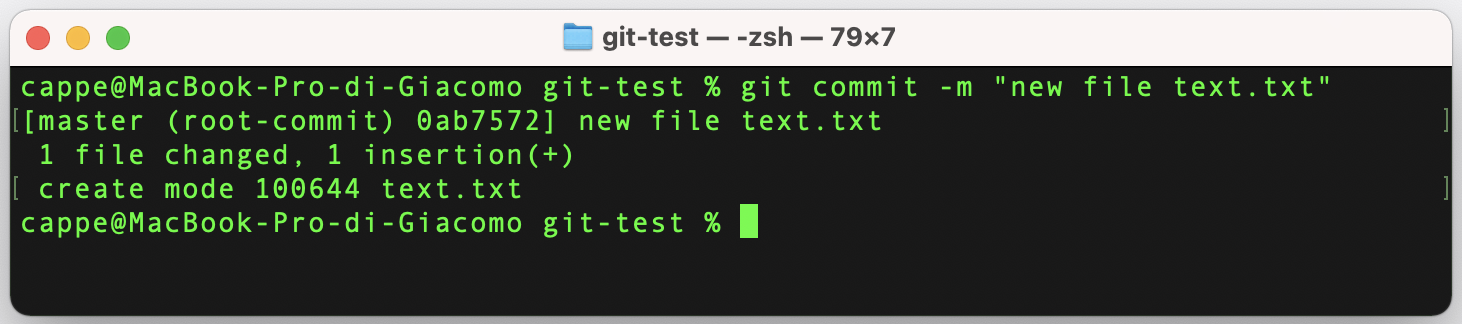 git-test — -zsh — 79×7
cappe@MacBook-Pro-di-Giacomo git-test % git commit -m "new file text.txt"
[master (root-commit) 0ab7572] new file text.txt
 1 file changed, 1 insertion(+)
 create mode 100644 text.txt
cappe@MacBook-Pro-di-Giacomo git-test %